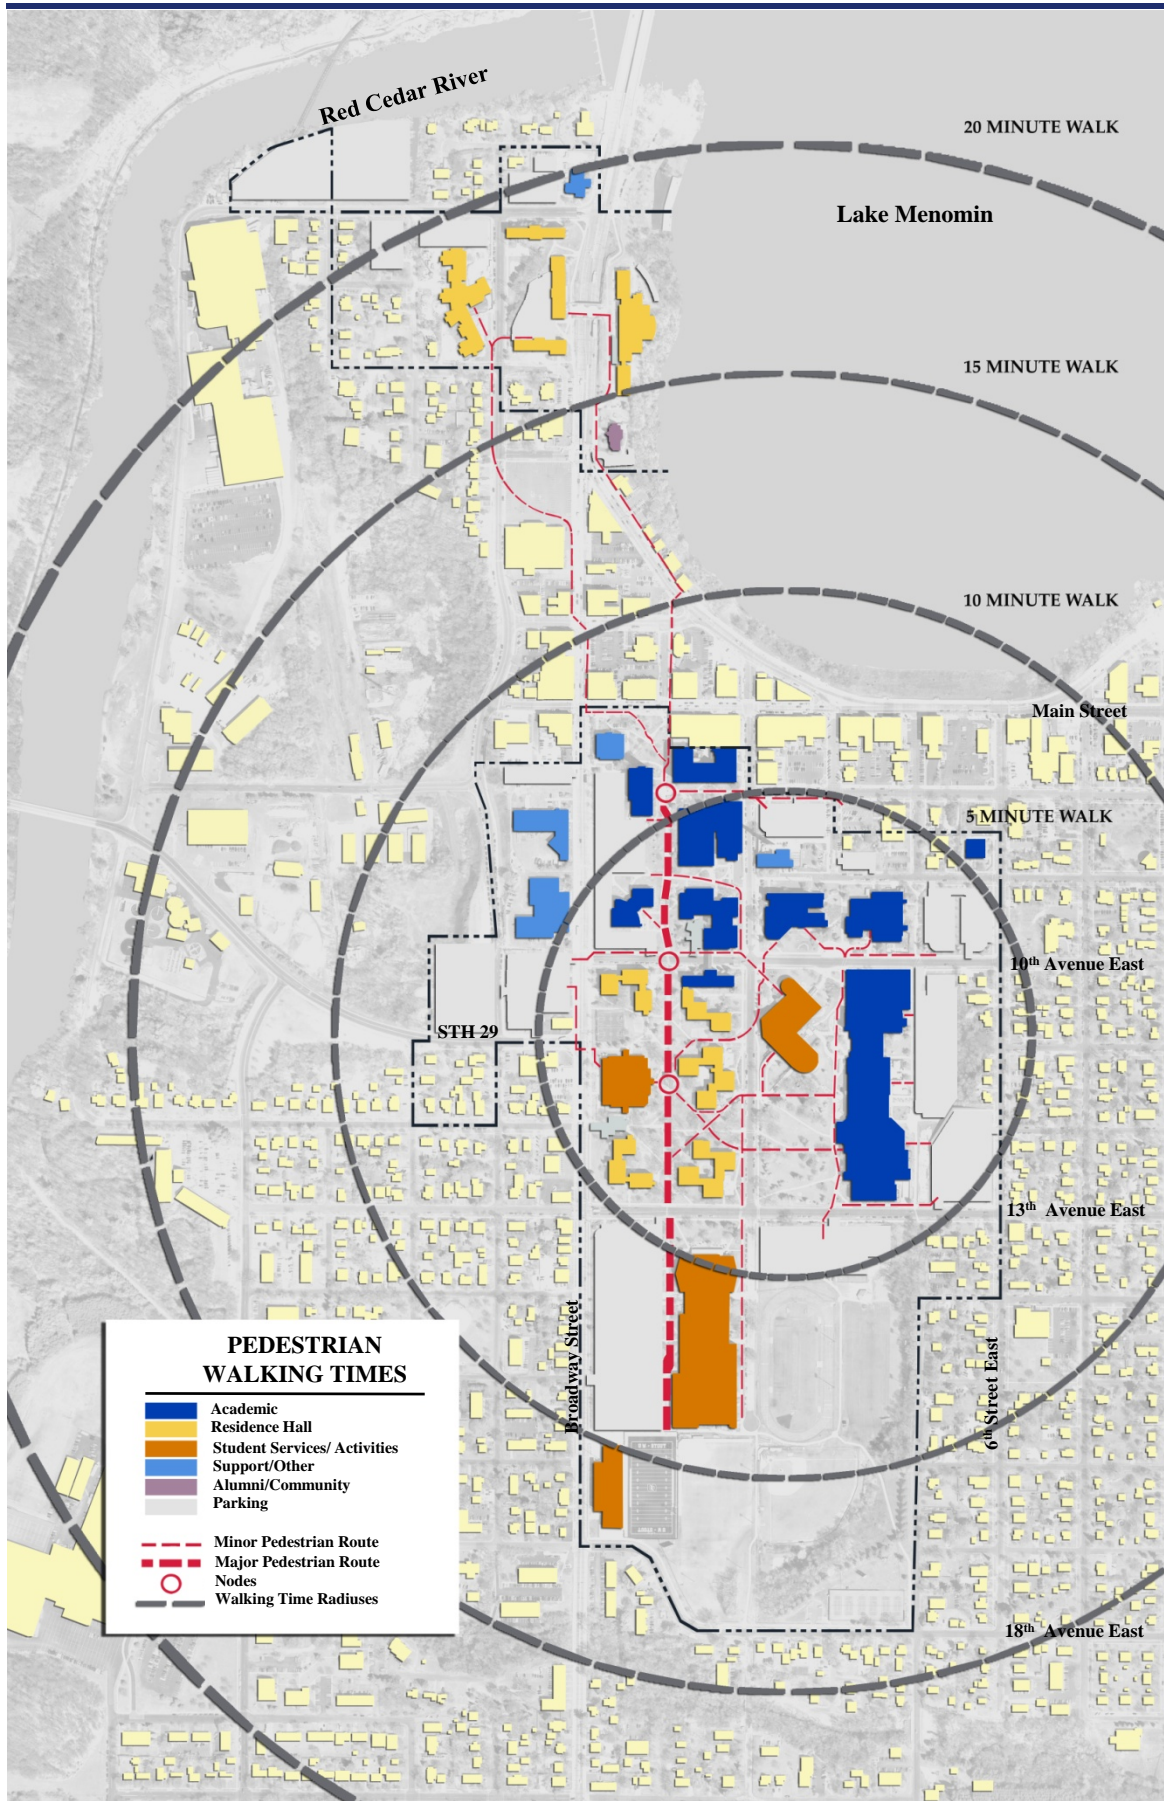 Red Cedar River
20 MINUTE WALK
Lake Menomin
15 MINUTE WALK
10 MINUTE WALK
Main Street
5 MINUTE WALK
10th Avenue East
STH 29
13th Avenue East
Broadway Street
6th Street East
PEDESTRIAN
WALKING TIMES
Academic
Residence Hall
Student Services/ Activities
Support/Other
Alumni/Community
Parking
Minor Pedestrian Route
Major Pedestrian Route
Nodes
Walking Time Radiuses
18th Avenue East